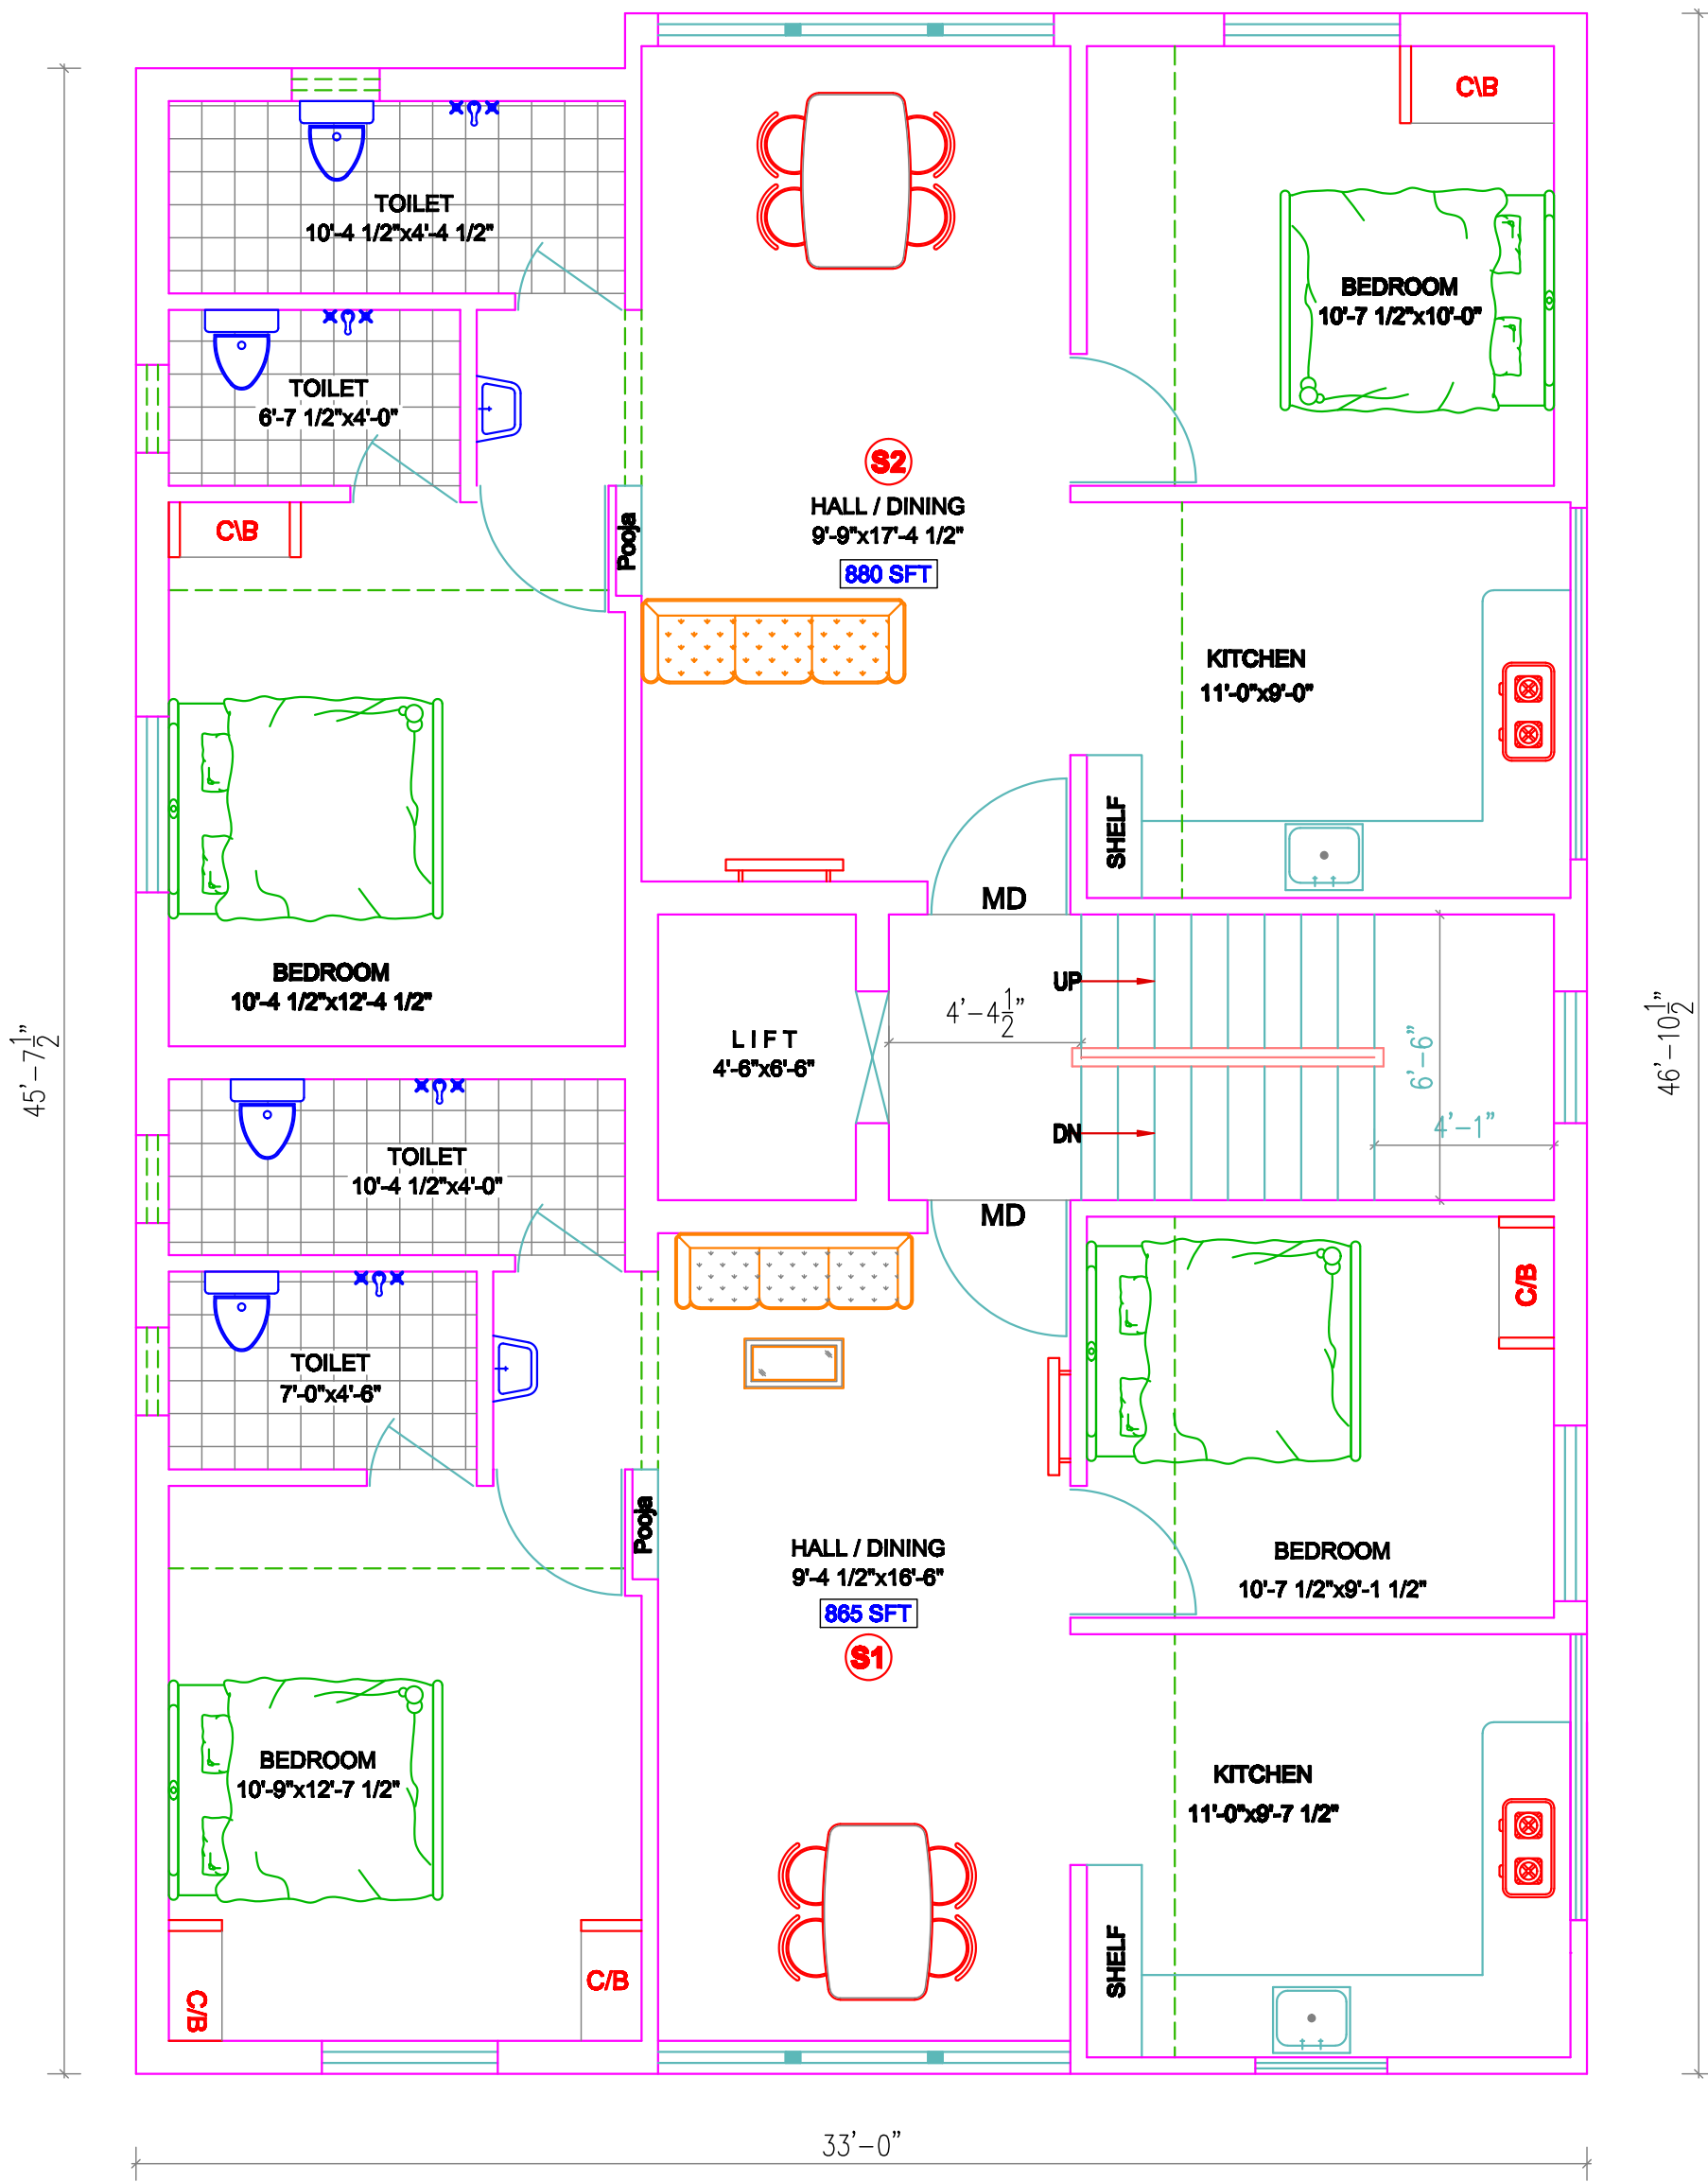 C\B
TOILET
10'-4 1/2"x4'-4 1/2"
BEDROOM
10'-7 1/2"x10'-0"
TOILET
6'-7 1/2"x4'-0"
S2
HALL / DINING
9'-9"x17'-4 1/2"
880 SFT
C\B
Pooja
KITCHEN
11'-0"x9'-0"
SHELF
MD
BEDROOM
10'-4 1/2"x12'-4 1/2"
UP
4'-4 1/2"
LIFT
4'-6"x6'-6"
45'-7 1/2"
46'-10 1/2"
6'-6"
4'-1"
DN
TOILET
10'-4 1/2"x4'-0"
MD
C/B
TOILET
7'-0"x4'-6"
Pooja
HALL / DINING
9'-4 1/2"x16'-6"
865 SFT
S1
BEDROOM
10'-7 1/2"x9'-1 1/2"
BEDROOM
10'-9"x12'-7 1/2"
KITCHEN
11'-0"x9'-7 1/2"
SHELF
C/B
C/B
33'-0"